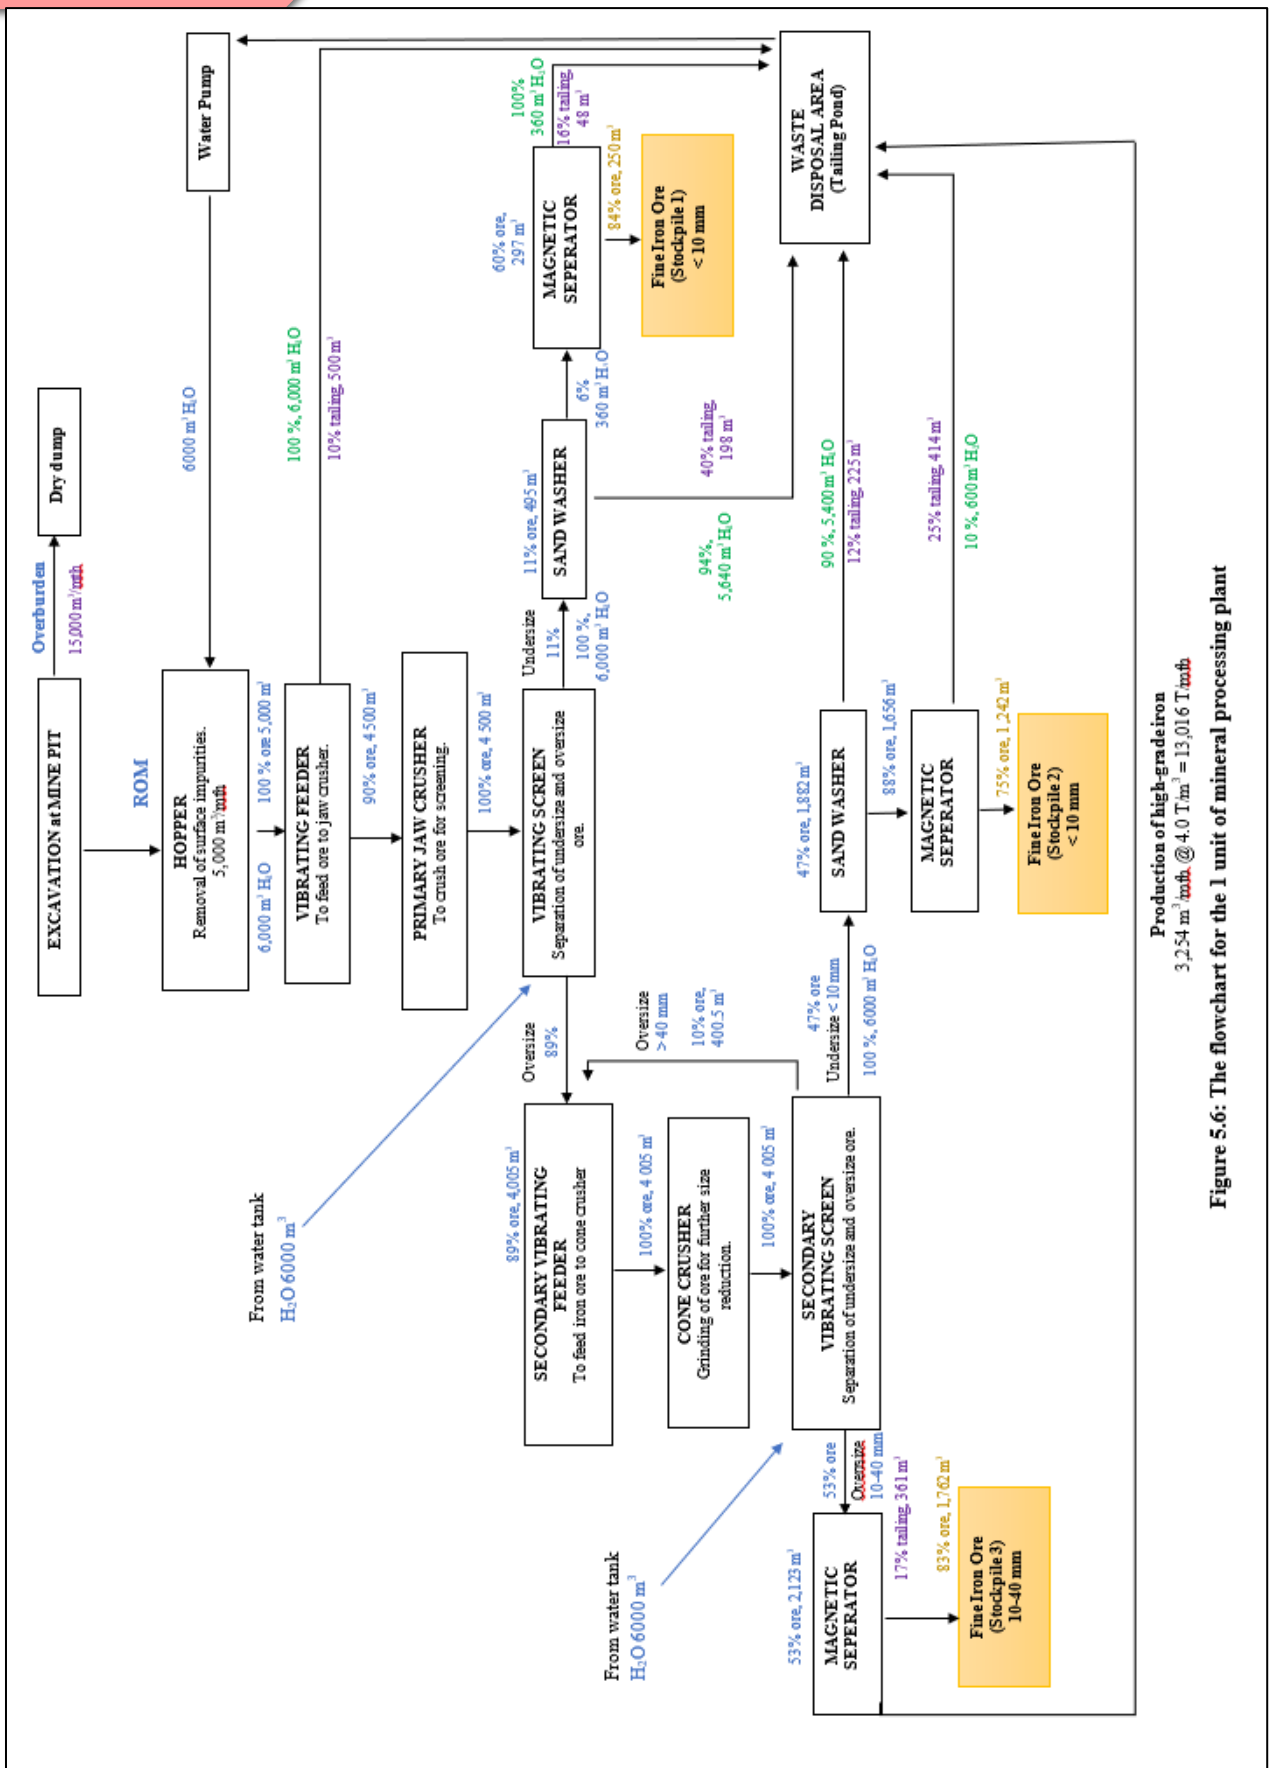 EXCAVATION at MINE PIT
Overburden
15,000 m³/mth
Dry dump
ROM
HOPPER
Removal of surface impurities.
5,000 m³/mth
6000 m³ H₂O
Water Pump
6,000 m³ H₂O
100 % ore 5,000 m³
VIBRATING FEEDER
To feed ore to jaw crusher.
100 %, 6,000 m³ H₂O
10% tailing, 500 m³
90% ore, 4 500 m³
PRIMARY JAW CRUSHER
To crush ore for screening.
100% ore, 4 500 m³
From water tank
H₂O 6000 m³
VIBRATING SCREEN
Separation of undersize and oversize
ore.
Undersize
11%
100 %,
6,000 m³ H₂O
11% ore, 495 m³
SAND WASHER
6%
360 m³ H₂O
60% ore,
297 m³
MAGNETIC
SEPERATOR
100%
360 m³ H₂O
16% tailing,
48 m³
84% ore, 250 m³
Fine Iron Ore
(Stockpile 1)
< 10 mm
40% tailing,
198 m³
94%,
5,640 m³ H₂O
WASTE
DISPOSAL AREA
(Tailing Pond)
Oversize
89%
89% ore, 4,005 m³
SECONDARY VIBRATING
FEEDER
To feed iron ore to cone crusher
100% ore, 4 005 m³
CONE CRUSHER
Grinding of ore for further size
reduction.
100% ore, 4 005 m³
Oversize
> 40 mm
10% ore,
400.5 m³
From water tank
H₂O 6000 m³
SECONDARY
VIBRATING SCREEN
Separation of undersize and oversize ore.
47% ore
Undersize < 10 mm
100 %, 6000 m³ H₂O
47% ore, 1,882 m³
SAND WASHER
90 %, 5,400 m³ H₂O
12% tailing, 225 m³
88% ore, 1,656 m³
MAGNETIC
SEPERATOR
25% tailing, 414 m³
10 %, 600 m³ H₂O
75% ore, 1,242 m³
Fine Iron Ore
(Stockpile 2)
< 10 mm
53% ore
Oversize
10-40 mm
53% ore, 2,123 m³
MAGNETIC
SEPERATOR
17% tailing, 361 m³
83% ore, 1,762 m³
Fine Iron Ore
(Stockpile 3)
10-40 mm
Production of high-gradeiron
3,254 m³/mth @ 4.0 T/m³ = 13,016 T/mth
Figure 5.6: The flowchart for the 1 unit of mineral processing plant